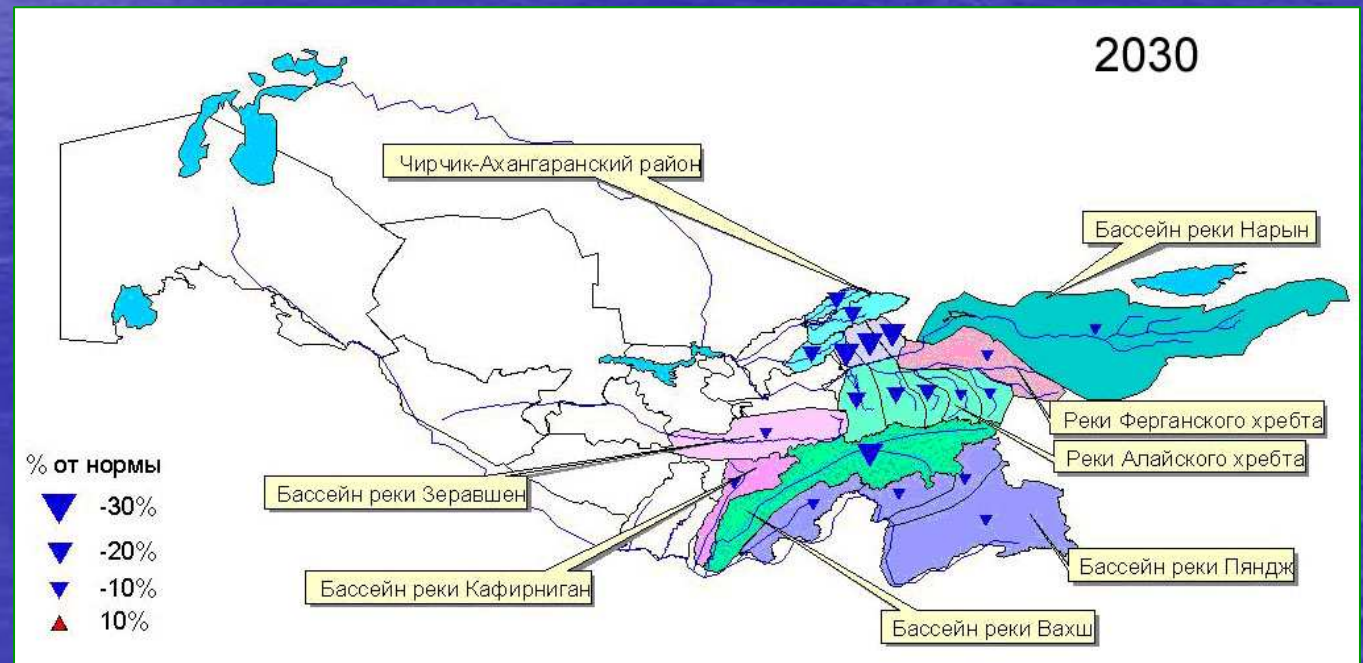 2030
Чирчик-Ахангаранский район
Бассейн реки Нарын
Реки Ферганского хребта
Реки Алайского хребта
% от нормы
-30%
-20%
-10%
10%
Бассейн реки Зеравшен
Бассейн реки Пяндж
Бассейн реки Кафирниган
Бассейн реки Вахш